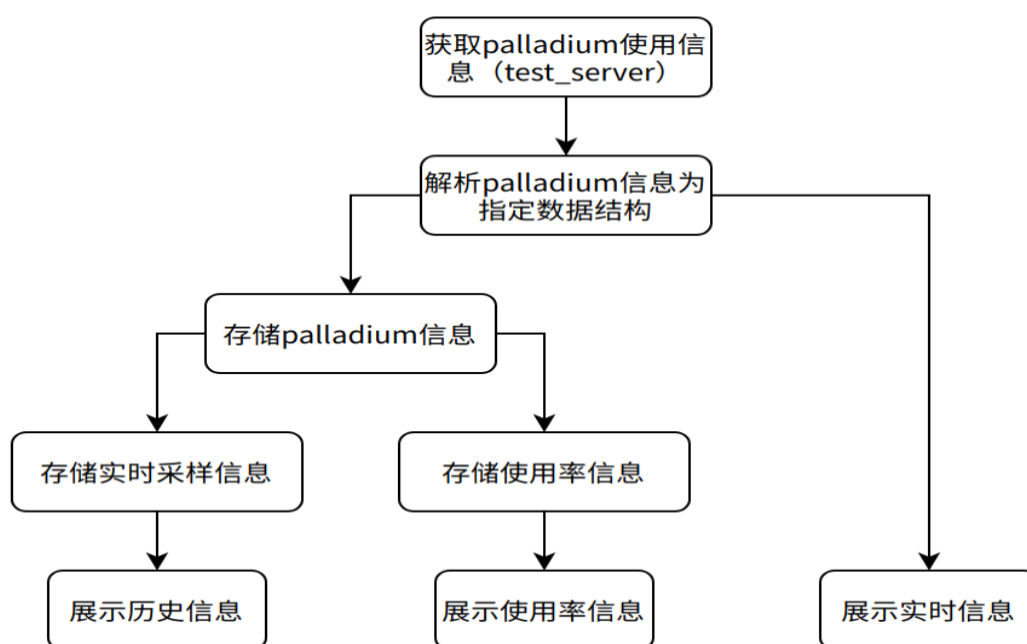 获取palladium使用信
息（test_server）
解析palladium信息为
指定数据结构
存储palladium信息
存储实时采样信息
存储使用率信息
展示历史信息
展示使用率信息
展示实时信息